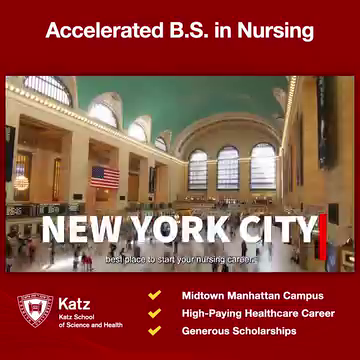 Accelerated B.S. in Nursing
NEW YORK CITY
best place to start your nursing career.
Katz
Katz School
of Science and Health
Midtown Manhattan Campus
High-Paying Healthcare Career
Generous Scholarships